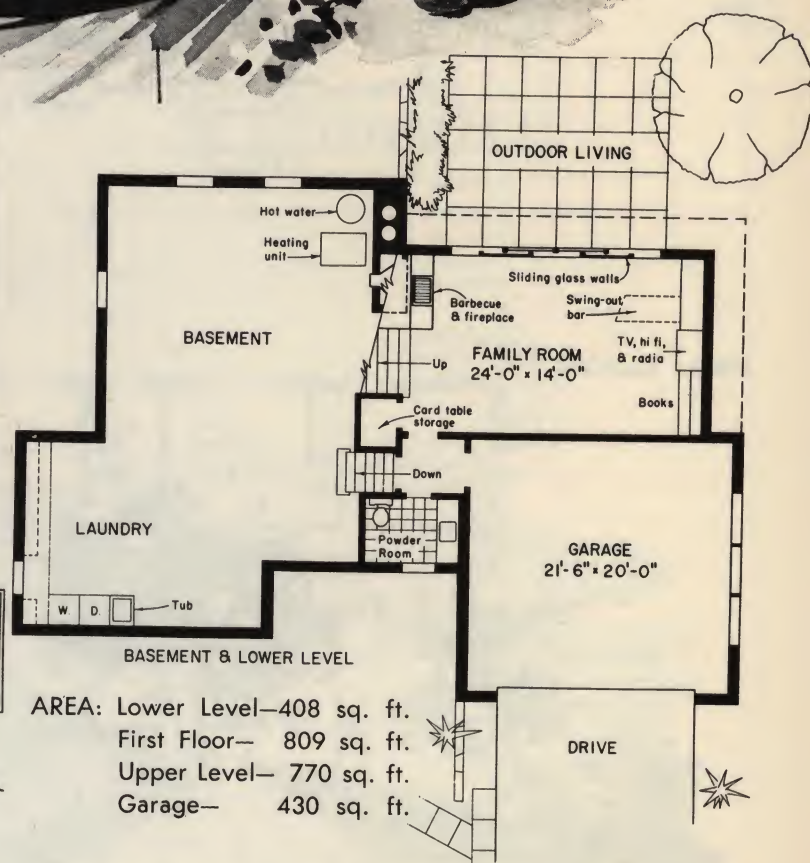 OUTDOOR LIVING
Hot water
Heating
unit
Sliding glass walls
Barbecue
& fireplace
Swing-out
bar
BASEMENT
Up
FAMILY ROOM
24'-0" x 14'-0"
TV, hi fi,
& radia
Books
Card table
storage
Down
LAUNDRY
Powder
Room
GARAGE
21'-6" x 20'-0"
W.
D.
Tub
BASEMENT & LOWER LEVEL
AREA: Lower Level—408 sq. ft.
First Floor— 809 sq. ft.
Upper Level— 770 sq. ft.
Garage— 430 sq. ft.
DRIVE